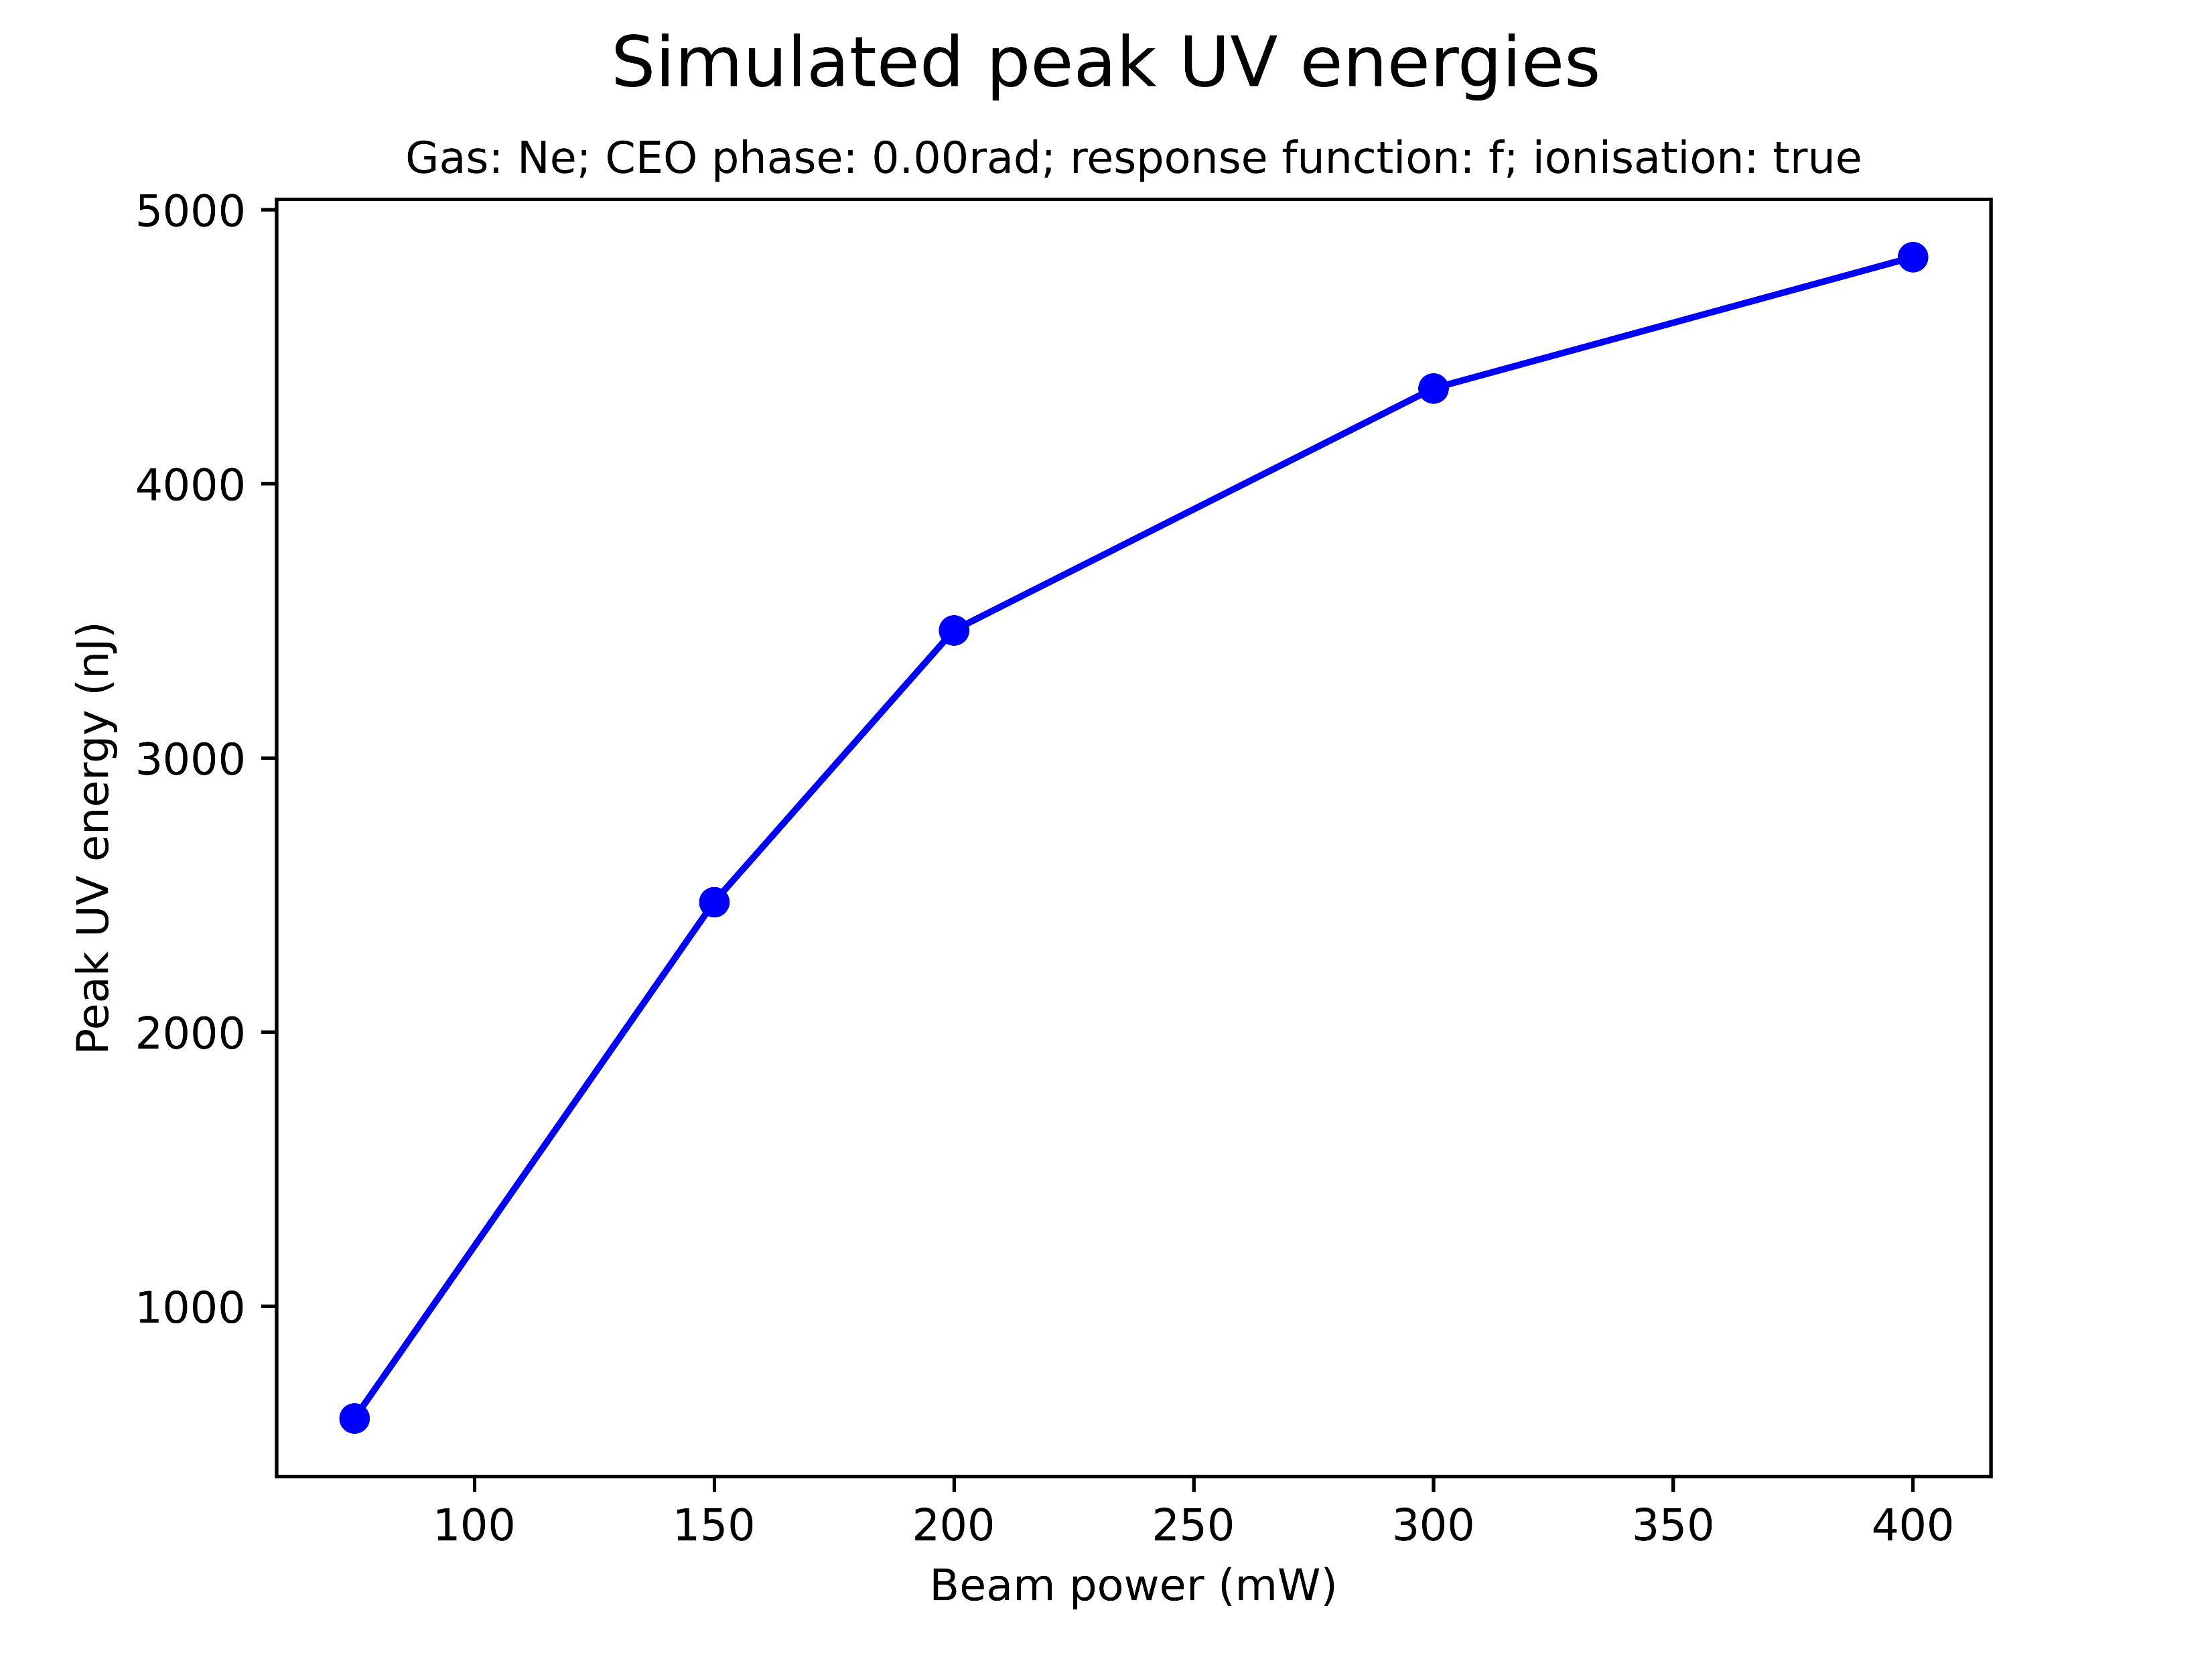 Simulated peak UV energies
Gas: Ne; CEO phase: 0.00rad; response function: f; ionisation: true
5000
4000
3000
2000
1000
Peak UV energy (nJ)
100 150 200 250 300 350 400
Beam power (mW)